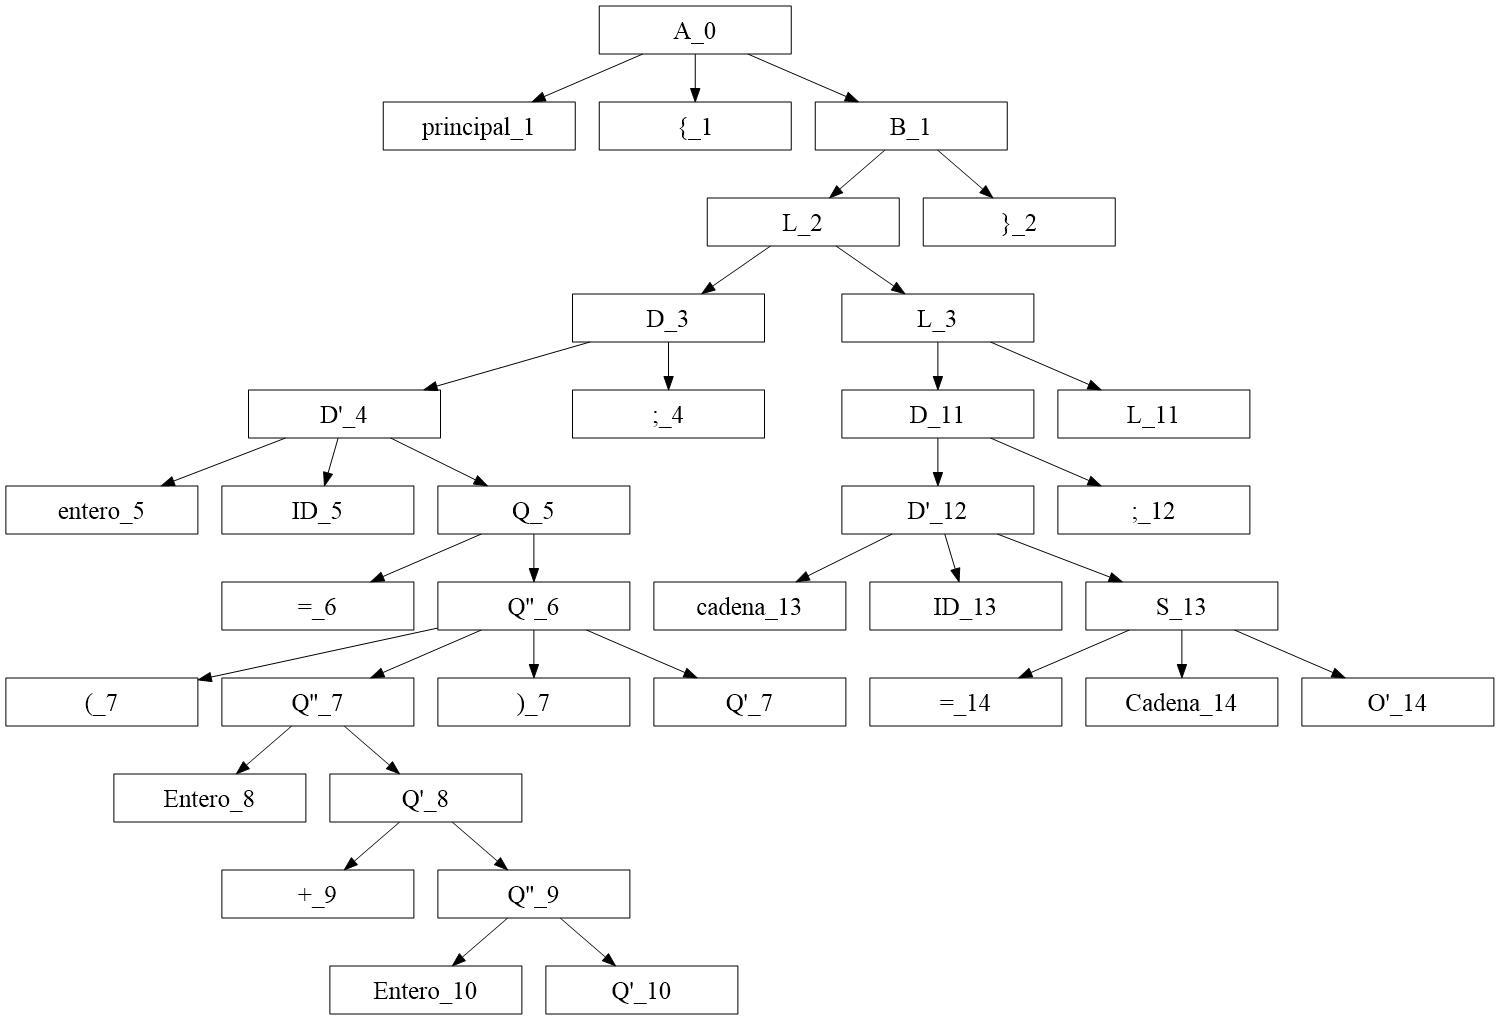 A_0
principal_1
{_1
B_1
L_2
}_2
D_3
L_3
D'_4
;_4
D_11
L_11
entero_5
ID_5
Q_5
D'_12
;_12
=_6
Q"_6
cadena_13
ID_13
S_13
(_7
Q"_7
)_7
Q'_7
=_14
Cadena_14
O'_14
Entero_8
Q'_8
+_9
Q"_9
Entero_10
Q'_10